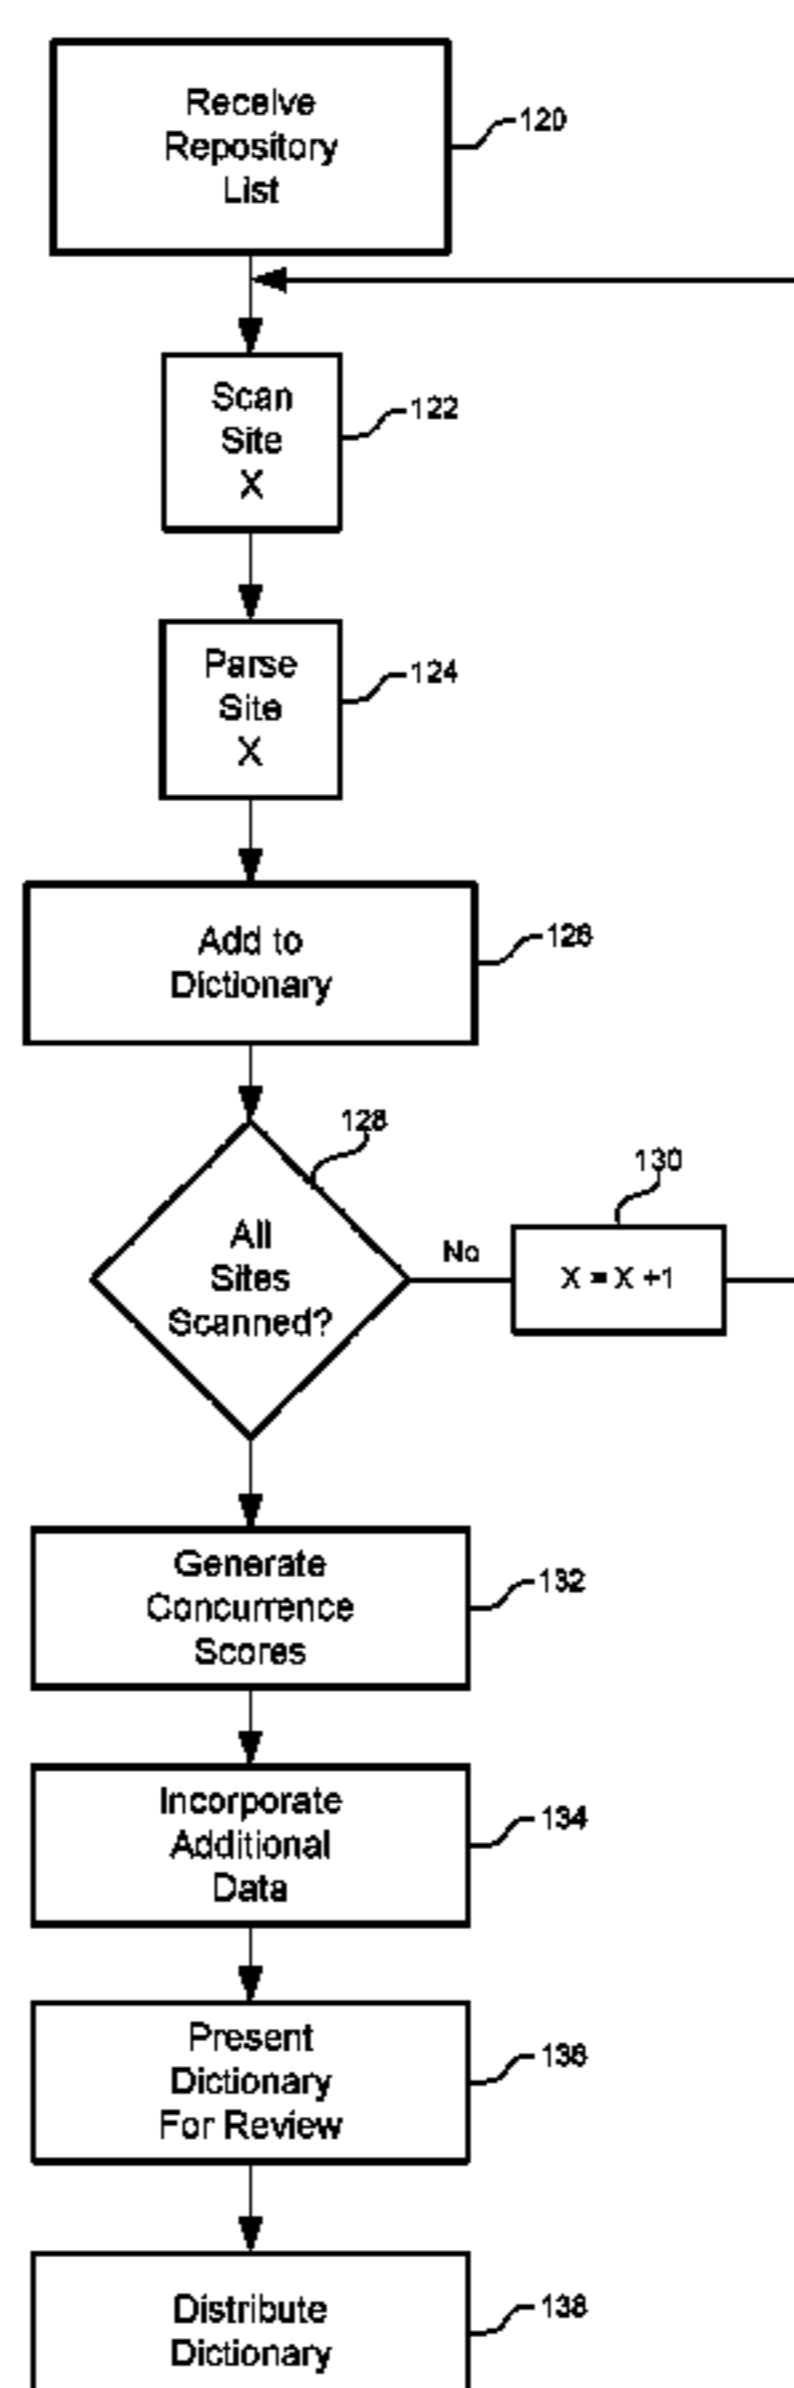 Receive
Repository
List
120
Scan
Site
X
122
Parse
Site
X
124
Add to
Dictionary
126
128
All
Sites
Scanned?
No
130
X = X +1
Generate
Concurrence
Scores
132
Incorporate
Additional
Data
134
Present
Dictionary
For Review
136
Distribute
Dictionary
138